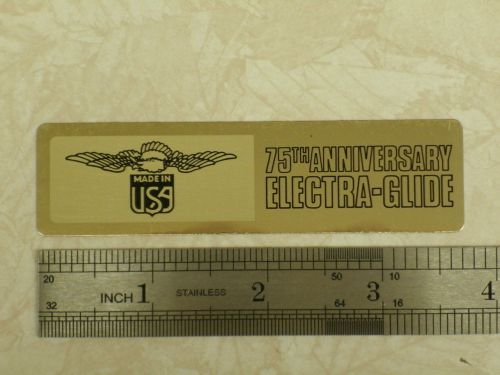 75TH ANNIVERSARY
ELECTRA-GLIDE
MADE IN
USA
20 50 10
INCH 1 STAINLESS 2 3 4
32 64 16